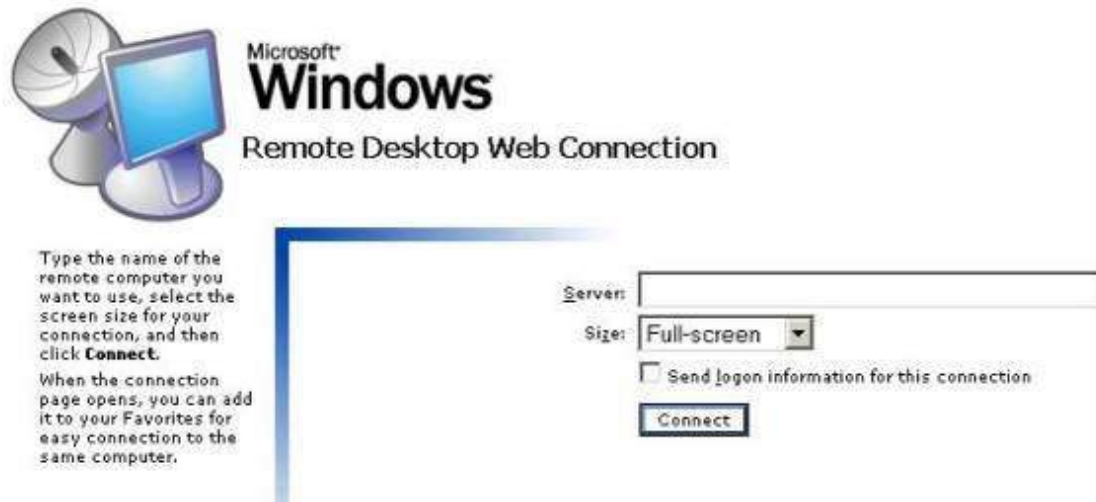 Microsoft®
Windows
Remote Desktop Web Connection
Type the name of the
remote computer you
want to use, select the
screen size for your
connection, and then
click Connect.
When the connection
page opens, you can add
it to your Favorites for
easy connection to the
same computer.
Server:
Size: Full-screen
Send logon information for this connection
Connect